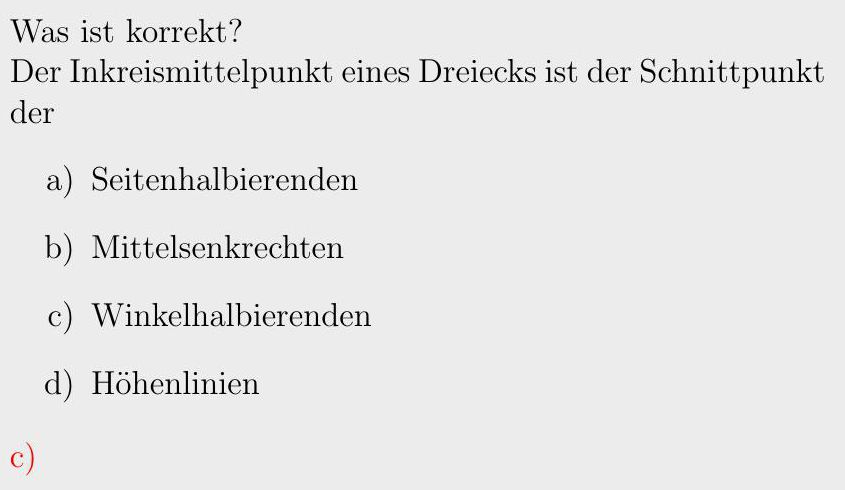 Was ist korrekt?
Der Inkreismittelpunkt eines Dreiecks ist der Schnittpunkt
der
a) Seitenhalbierenden
b) Mittelsenkrechten
c) Winkelhalbierenden
d) Höhenlinien
c)